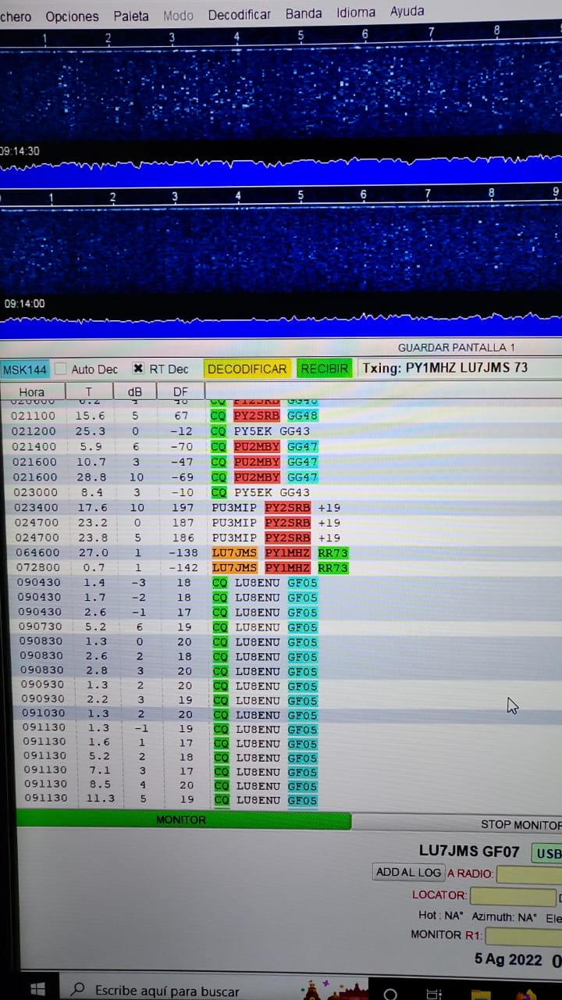 chero Opciones Paleta Modo Decodificar Banda Idioma Ayuda
1 2 3 4 5 6 7 8
09:14:30
1 2 3 4 5 6 7 8 9
09:14:00
GUARDAR PANTALLA 1
MSK144 Auto Dec RT Dec DECODIFICAR RECIBIR Txing: PY1MHZ LU7JMS 73
Hora T dB DF
021100 15.6 5 67 CQ PY2SRB GG48
021200 25.3 0 -12 CQ PY5EK GG43
021400 5.9 6 -70 CQ PU2MBY GG47
021600 10.7 3 -47 CQ PU2MBY GG47
021600 28.8 10 -69 CQ PU2MBY GG47
023000 8.4 3 -10 CQ PY5EK GG43
023400 17.6 10 197 PU3MIP PY2SRB +19
024700 23.2 0 187 PU3MIP PY2SRB +19
024700 23.8 5 186 PU3MIP PY2SRB +19
064600 27.0 1 -138 LU7JMS PY1MHZ RR73
072800 0.7 1 -142 LU7JMS PY1MHZ RR73
090430 1.4 -3 18 CQ LU8ENU GF05
090430 1.7 -2 18 CQ LU8ENU GF05
090430 2.6 -1 17 CQ LU8ENU GF05
090730 5.2 6 19 CQ LU8ENU GF05
090830 1.3 0 20 CQ LU8ENU GF05
090830 2.6 2 18 CQ LU8ENU GF05
090830 2.8 3 20 CQ LU8ENU GF05
090930 1.3 2 20 CQ LU8ENU GF05
090930 2.2 3 19 CQ LU8ENU GF05
091030 1.3 2 20 CQ LU8ENU GF05
091130 1.3 -1 19 CQ LU8ENU GF05
091130 1.6 1 17 CQ LU8ENU GF05
091130 5.2 2 18 CQ LU8ENU GF05
091130 7.1 3 17 CQ LU8ENU GF05
091130 8.5 4 20 CQ LU8ENU GF05
091130 11.3 5 19 CQ LU8ENU GF05
MONITOR STOP MONITOR
LU7JMS GF07 USB
ADD AL LOG A RADIO:
LOCATOR: D
Hot : NA° Azimuth: NA° Ele
MONITOR R1:
5 Ag 2022 0
Escribe aquí para buscar